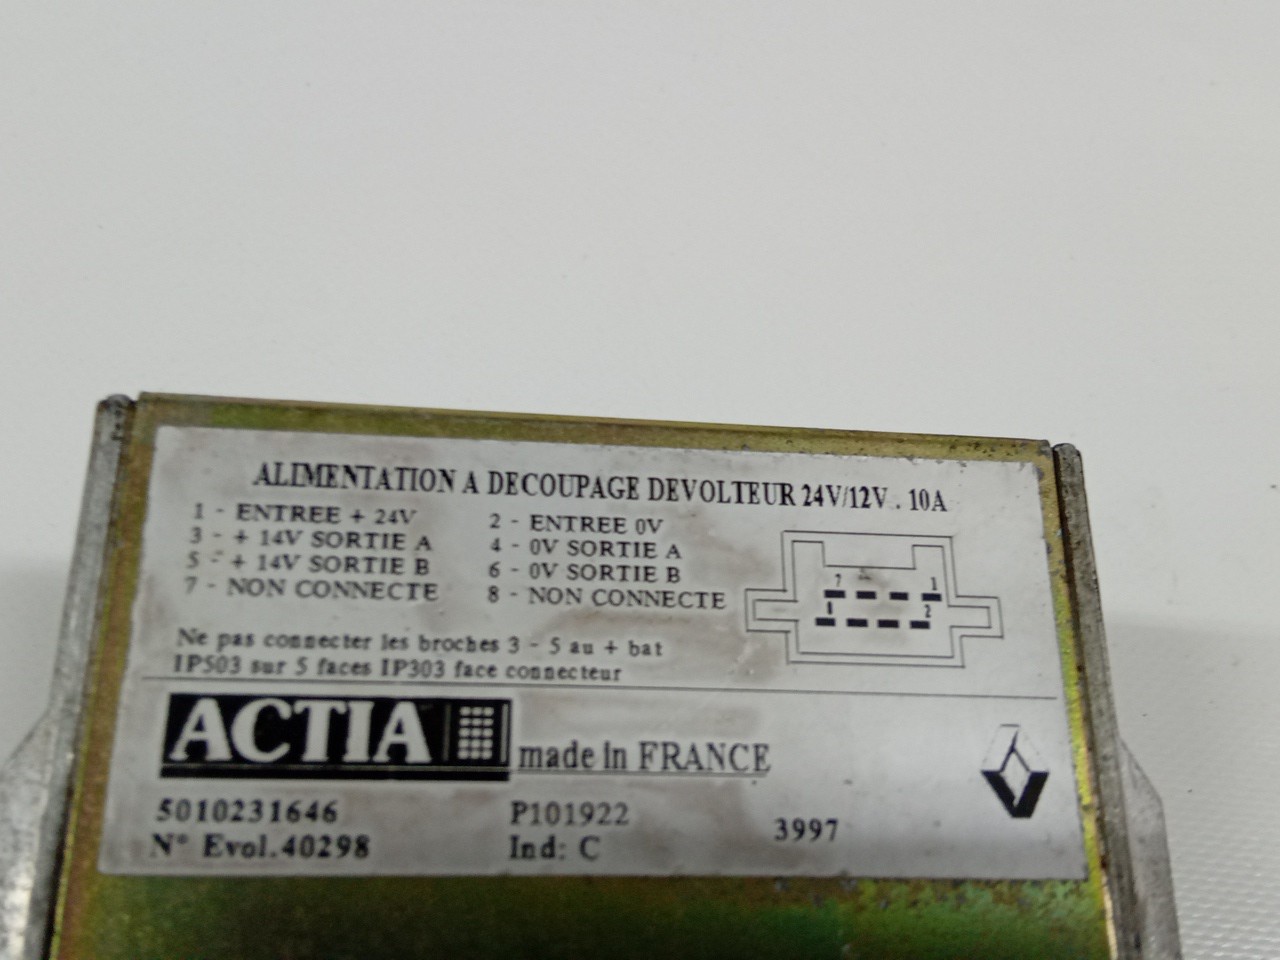 ALIMENTATION A DECOUPAGE DEVOLTEUR 24V/12V . 10A
1 - ENTREE + 24V 2 - ENTREE 0V
3 - + 14V SORTIE A 4 - 0V SORTIE A
5 - + 14V SORTIE B 6 - 0V SORTIE B
7 - NON CONNECTE 8 - NON CONNECTE
7 1
2
Ne pas connecter les broches 3 - 5 au + bat
IP503 sur 5 faces IP303 face connecteur
ACTIA made in FRANCE
5010231646 P101922 3997
N° Evol.40298 Ind: C